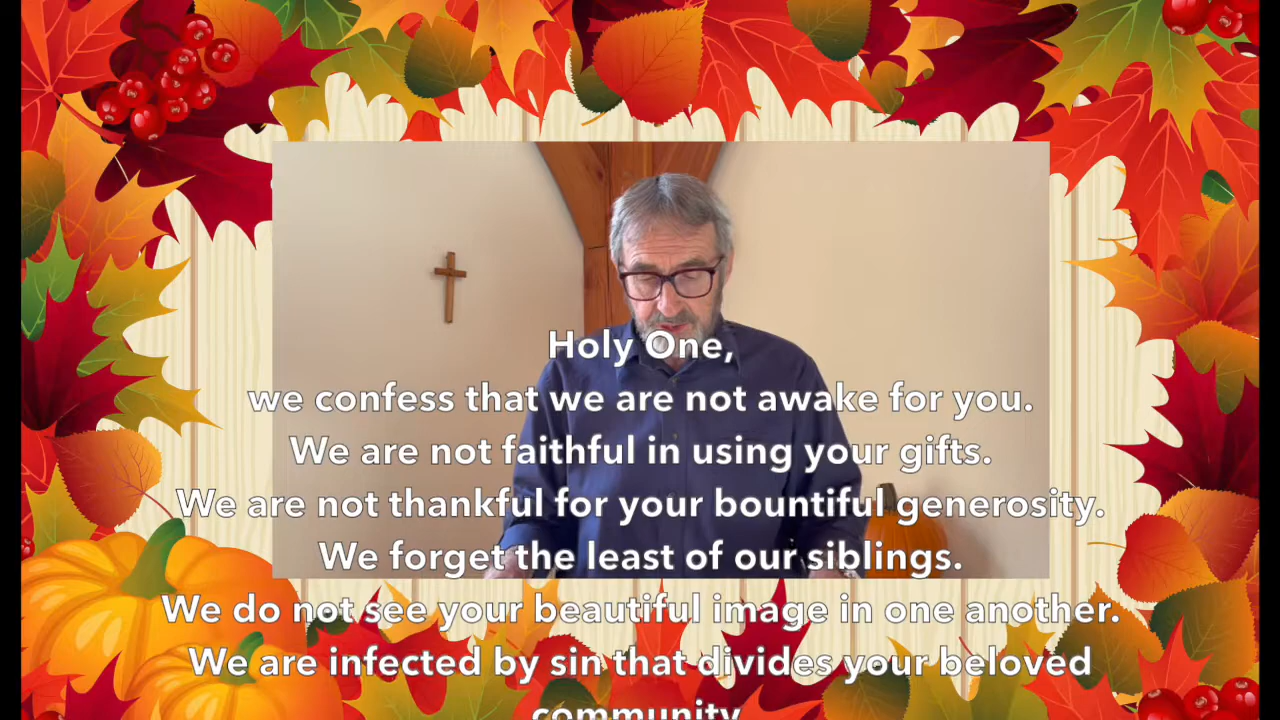 Holy One,
we confess that we are not awake for you.
We are not faithful in using your gifts.
We are not thankful for your bountiful generosity.
We forget the least of our siblings.
We do not see your beautiful image in one another.
We are infected by sin that divides your beloved
community